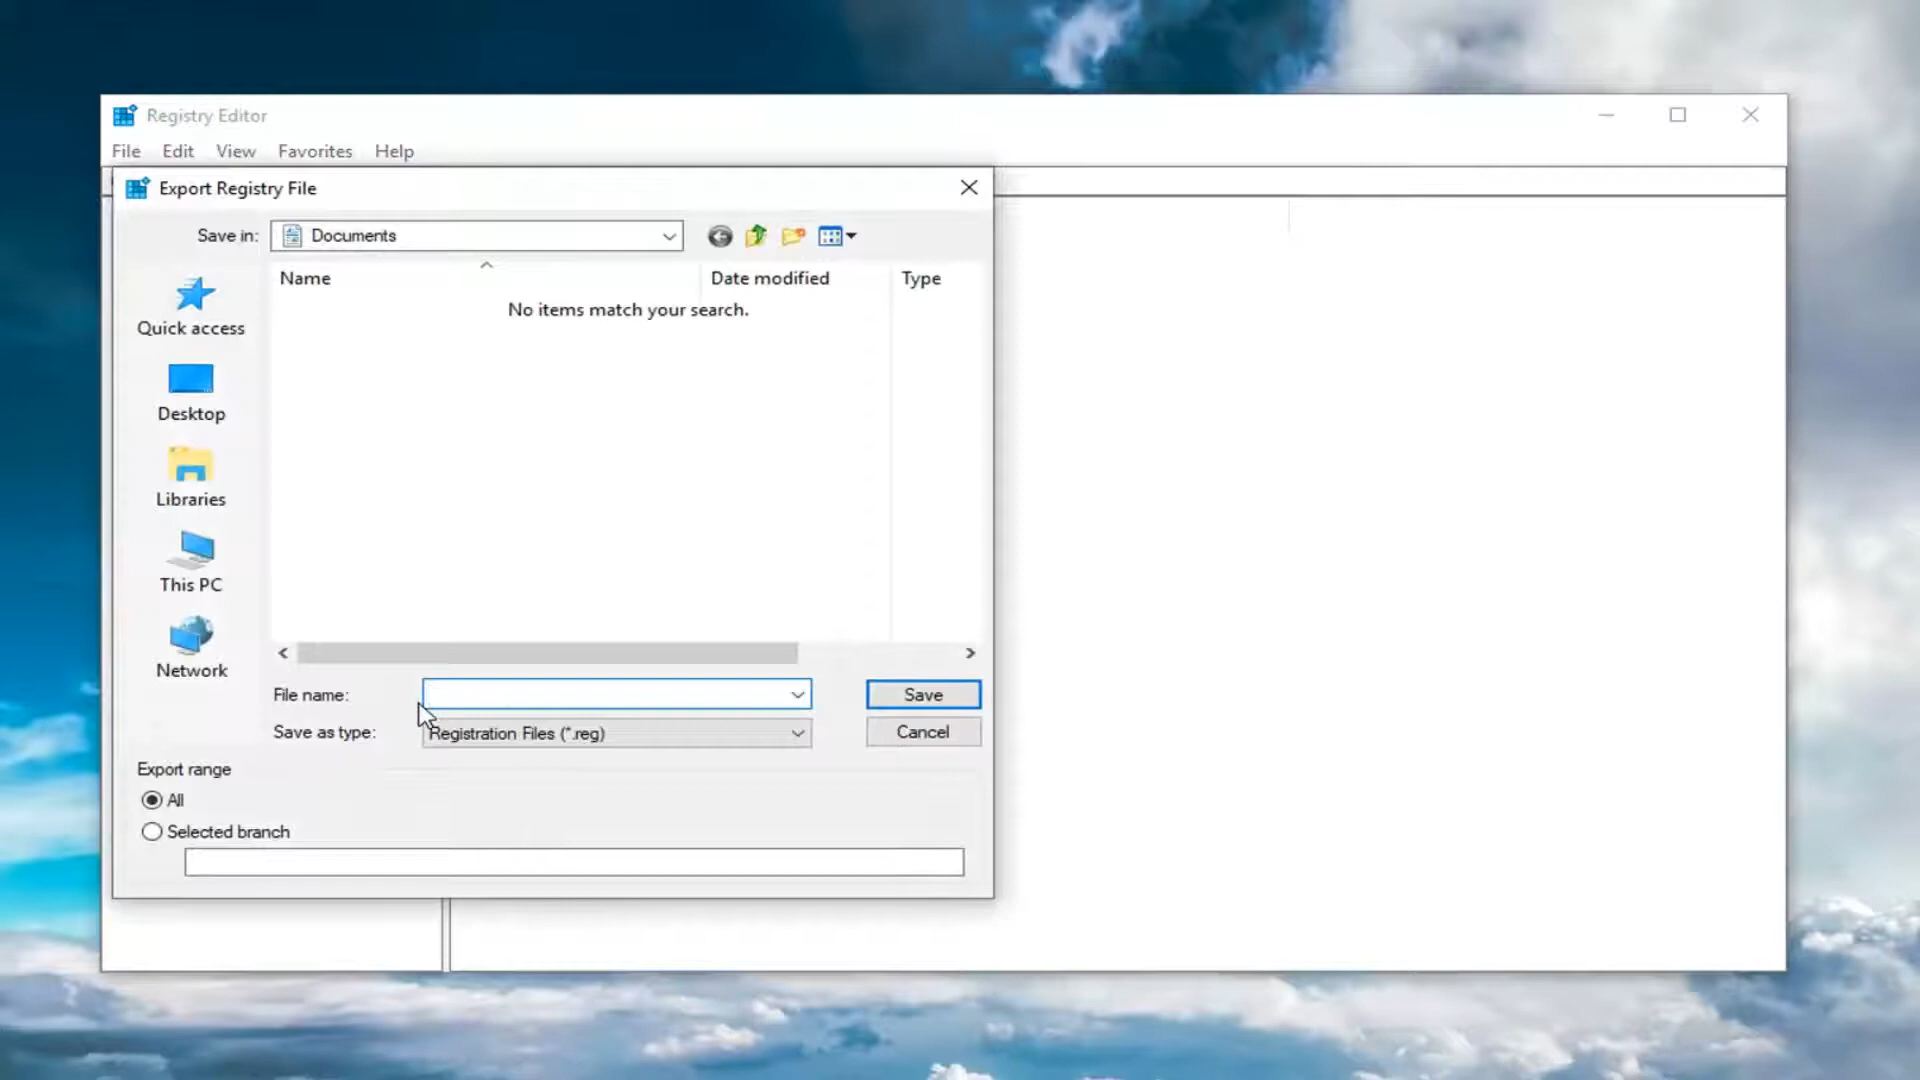 Registry Editor
File Edit View Favorites Help
Export Registry File
Save in: Documents
Name Date modified Type
No items match your search.
Quick access
Desktop
Libraries
This PC
Network
File name: Save
Save as type: Registration Files (*.reg) Cancel
Export range
All
Selected branch